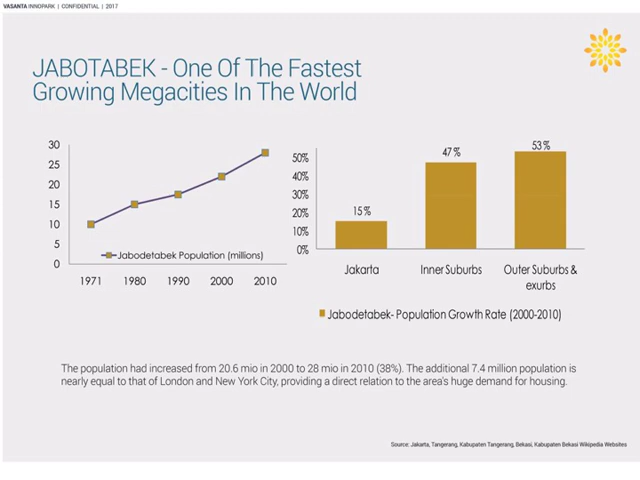 VASANTA INNOPARK | CONFIDENTIAL | 2017
JABOTABEK - One Of The Fastest
Growing Megacities In The World
30
25
20
15
10
5
0
Jabodetabek Population (millions)
1971 1980 1990 2000 2010
50%
40%
30%
20%
10%
0%
15%
47%
53%
Jakarta
Inner Suburbs
Outer Suburbs &
exurbs
Jabodetabek- Population Growth Rate (2000-2010)
The population had increased from 20.6 mio in 2000 to 28 mio in 2010 (38%). The additional 7.4 million population is
nearly equal to that of London and New York City, providing a direct relation to the area's huge demand for housing.
Source: Jakarta, Tangerang, Kabupaten Tangerang, Bekasi, Kabupaten Bekasi Wikipedia Websites